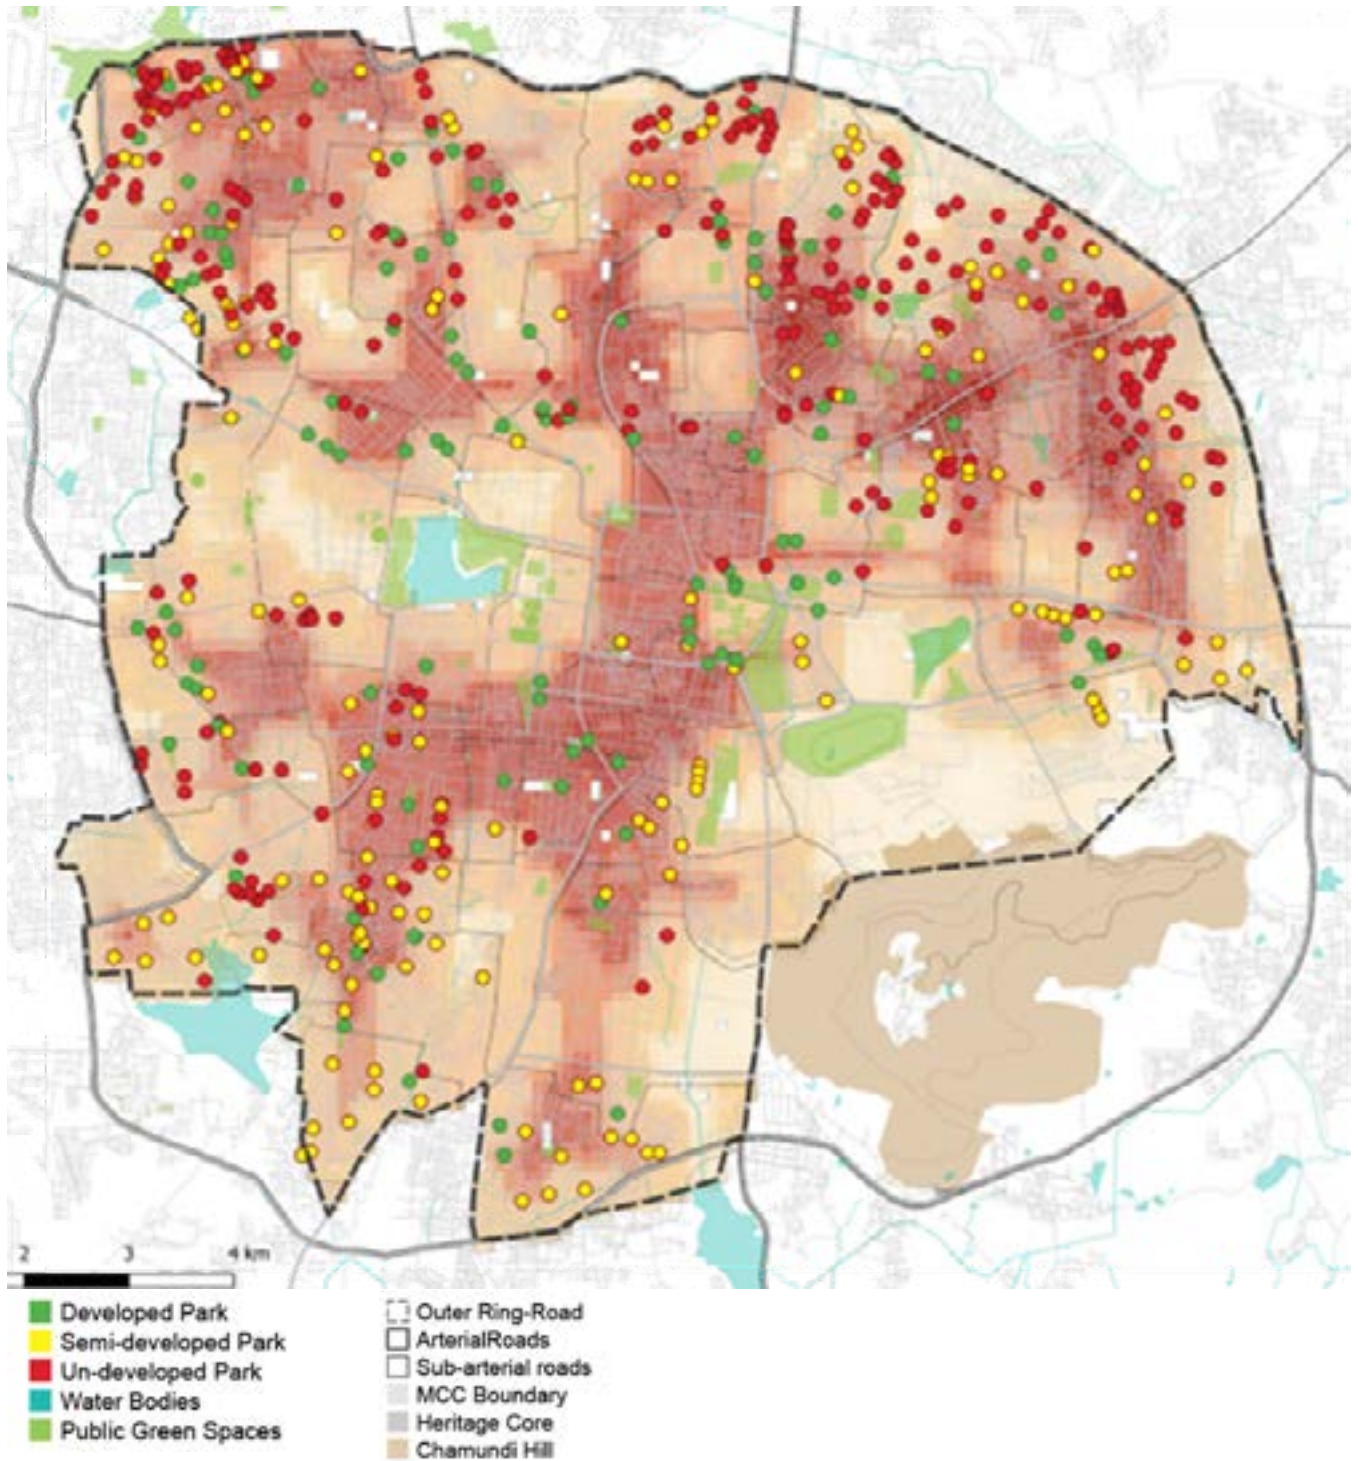 2 3 4 km
Developed Park
Semi-developed Park
Un-developed Park
Water Bodies
Public Green Spaces
Outer Ring-Road
ArterialRoads
Sub-arterial roads
MCC Boundary
Heritage Core
Chamundi Hill